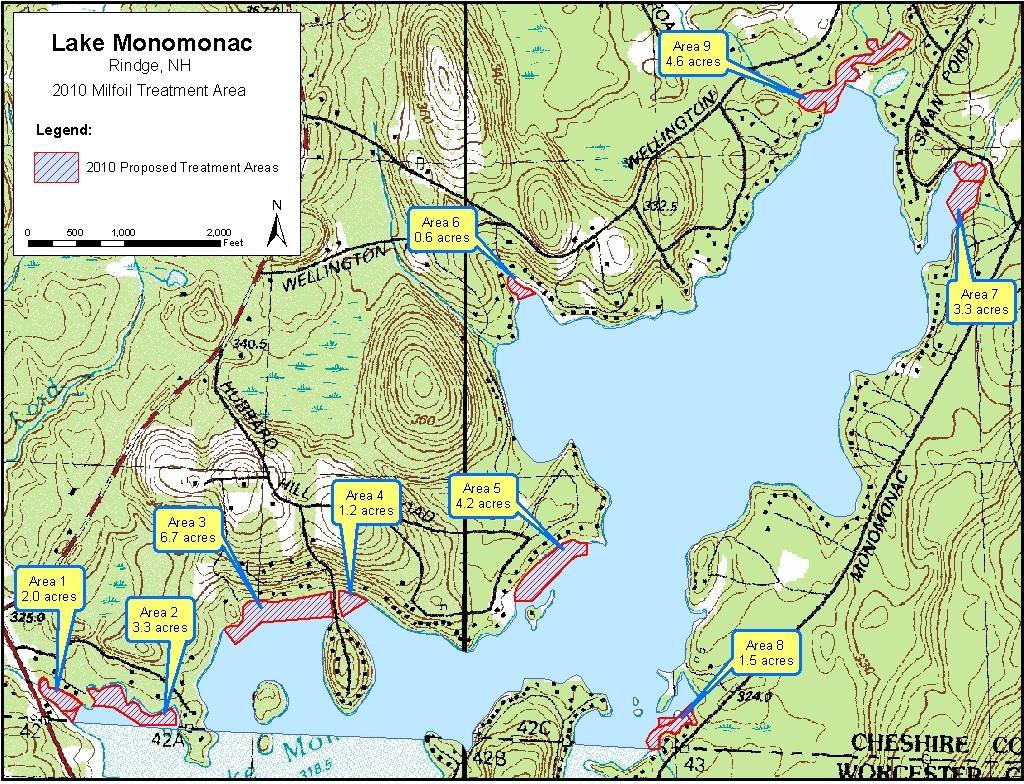 Lake Monomonac
Rindge, NH
2010 Milfoil Treatment Area
Legend:
2010 Proposed Treatment Areas
N
0 500 1,000 2,000
Feet
Area 9
4.6 acres
WELLINGTON
SWAN POINT
332.5
Area 6
0.6 acres
WELLINGTON
Area 7
3.3 acres
340.5
HUBBARD
HILL
360
Area 5
4.2 acres
Area 4
1.2 acres
Area 3
6.7 acres
MONOMONAC
Area 1
2.0 acres
Area 2
3.3 acres
325.0
Area 8
1.5 acres
324.0
330
42
42A
42B
42C
43
318.5
CHESHIRE CO
WORCESTER C